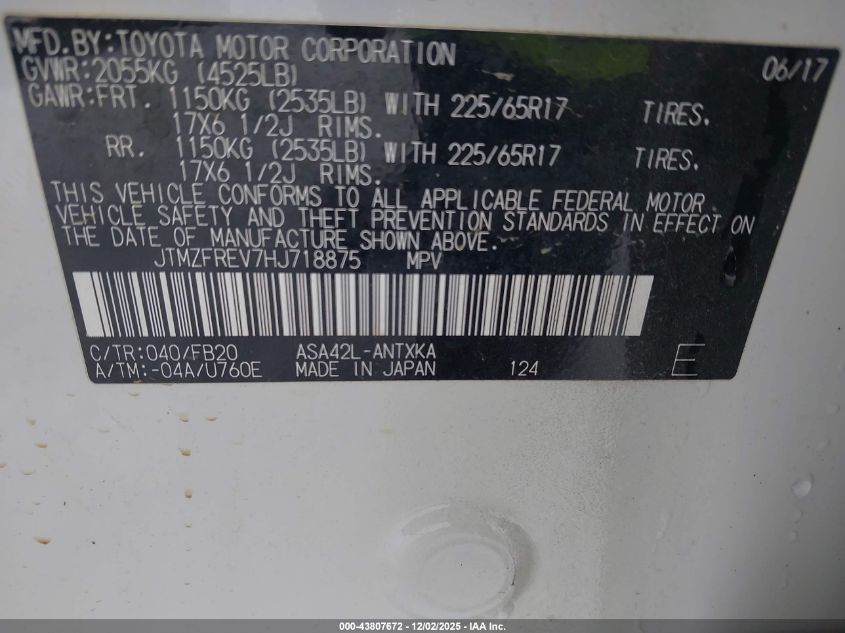 MFD.BY:TOYOTA MOTOR CORPORATION 06/17
GVWR:2055KG (4525LB)
GAWR:FRT. 1150KG (2535LB) WITH 225/65R17 TIRES.
17X6 1/2J RIMS.
RR. 1150KG (2535LB) WITH 225/65R17 TIRES.
17X6 1/2J RIMS.
THIS VEHICLE CONFORMS TO ALL APPLICABLE FEDERAL MOTOR
VEHICLE SAFETY AND THEFT PREVENTION STANDARDS IN EFFECT ON
THE DATE OF MANUFACTURE SHOWN ABOVE.
JTMZFREV7HJ718875 MPV
C/TR:040/FB20 ASA42L-ANTXKA
A/TM:-04A/U760E MADE IN JAPAN 124 E
000-43807672 - 12/02/2025 - IAA Inc.